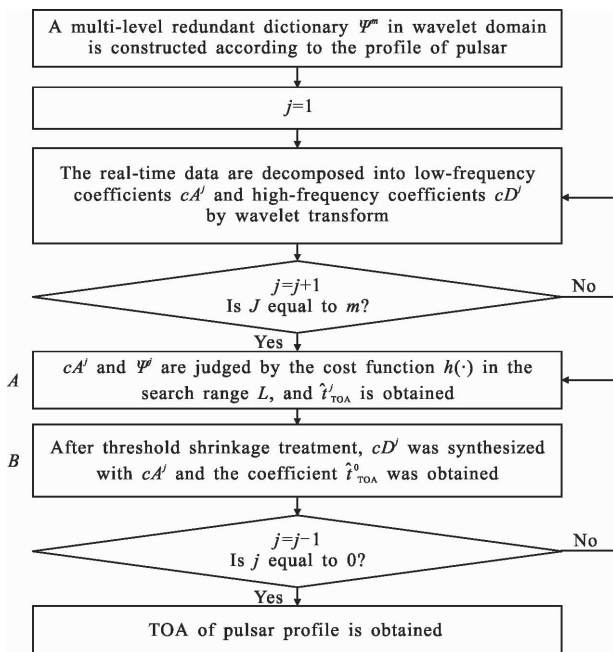 A multi-level redundant dictionary Ψᵐ in wavelet domain
is constructed according to the profile of pulsar
j=1
The real-time data are decomposed into low-frequency
coefficients cAʲ and high-frequency coefficients cDʲ
by wavelet transform
j=j+1
Is J equal to m?
No
Yes
A
cAʲ and Ψʲ are judged by the cost function h(·) in the
search range L, and t̂ʲ_TOA is obtained
B
After threshold shrinkage treatment, cDʲ was synthesized
with cAʲ and the coefficient t̂⁰_TOA was obtained
j=j−1
Is j equal to 0?
No
Yes
TOA of pulsar profile is obtained